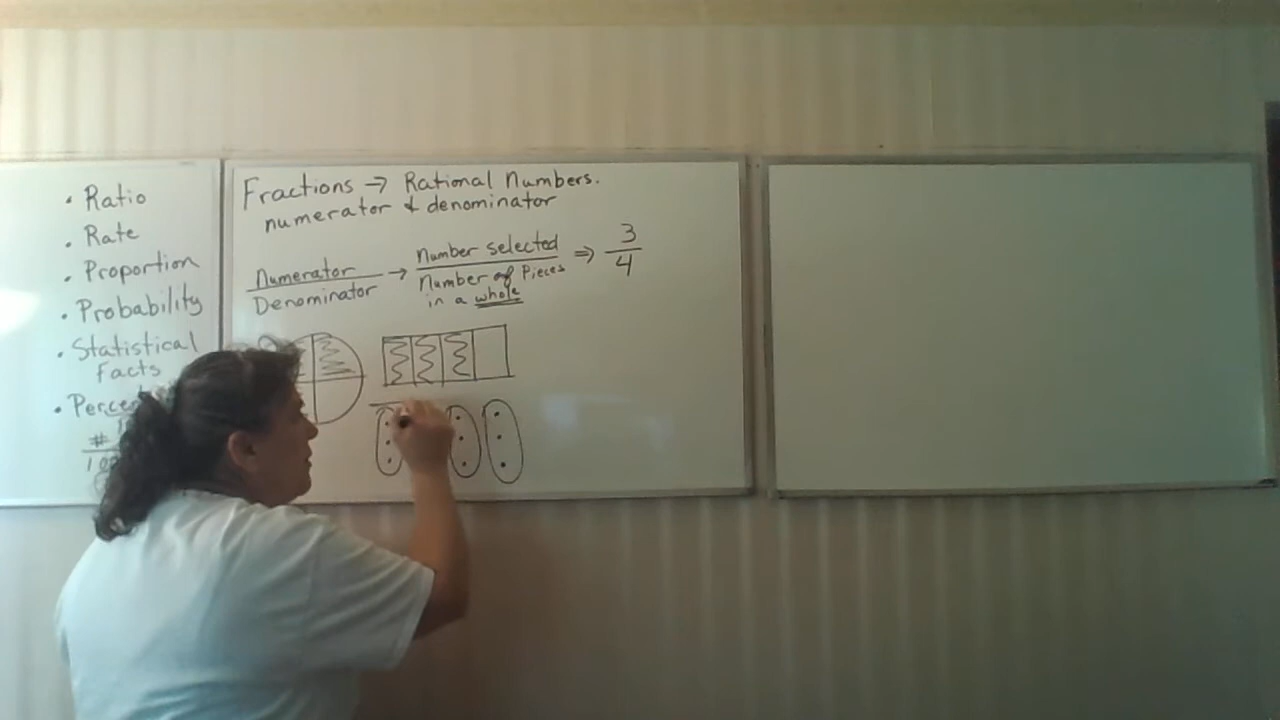 • Ratio
• Rate
• Proportion
• Probability
• Statistical
Facts
#
Fractions → Rational Numbers.
numerator & denominator
Numerator
Denominator
→
Number selected
Number of Pieces
in a whole
⇒
3
4